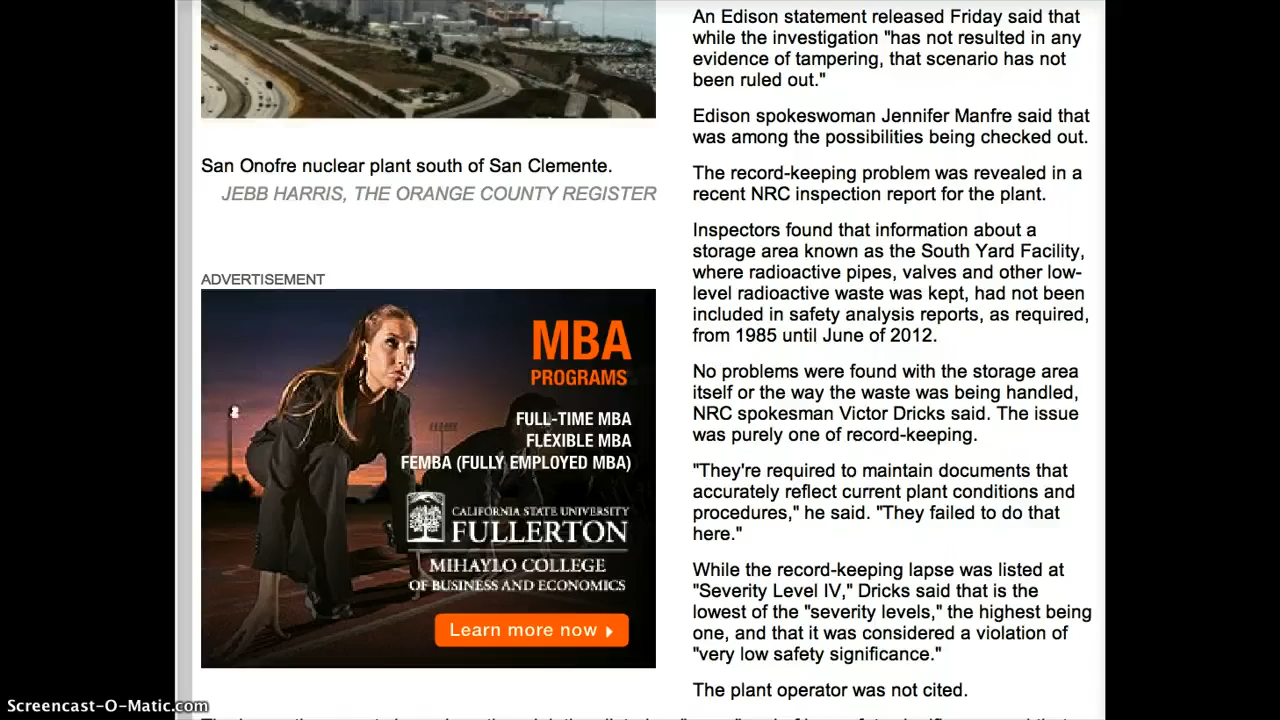 San Onofre nuclear plant south of San Clemente.
JEBB HARRIS, THE ORANGE COUNTY REGISTER
ADVERTISEMENT
MBA
PROGRAMS
FULL-TIME MBA
FLEXIBLE MBA
FEMBA (FULLY EMPLOYED MBA)
CALIFORNIA STATE UNIVERSITY
FULLERTON
MIHAYLO COLLEGE
OF BUSINESS AND ECONOMICS
Learn more now
An Edison statement released Friday said that
while the investigation "has not resulted in any
evidence of tampering, that scenario has not
been ruled out."
Edison spokeswoman Jennifer Manfre said that
was among the possibilities being checked out.
The record-keeping problem was revealed in a
recent NRC inspection report for the plant.
Inspectors found that information about a
storage area known as the South Yard Facility,
where radioactive pipes, valves and other low-
level radioactive waste was kept, had not been
included in safety analysis reports, as required,
from 1985 until June of 2012.
No problems were found with the storage area
itself or the way the waste was being handled,
NRC spokesman Victor Dricks said. The issue
was purely one of record-keeping.
"They're required to maintain documents that
accurately reflect current plant conditions and
procedures," he said. "They failed to do that
here."
While the record-keeping lapse was listed at
"Severity Level IV," Dricks said that is the
lowest of the "severity levels," the highest being
one, and that it was considered a violation of
"very low safety significance."
The plant operator was not cited.
Screencast-O-Matic.com